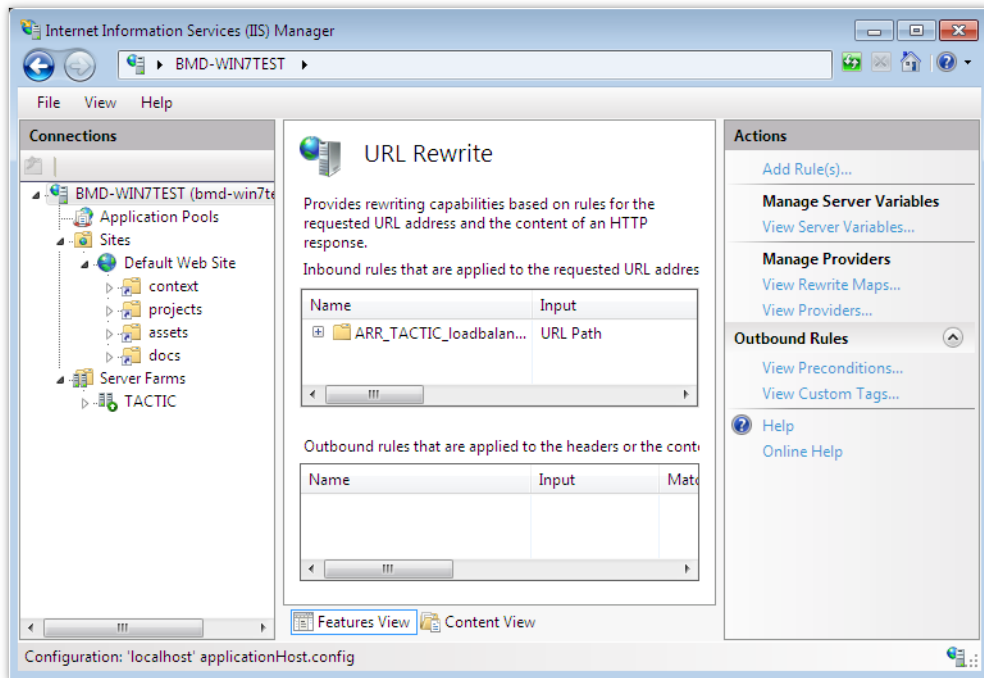 Internet Information Services (IIS) Manager
BMD-WIN7TEST
File View Help
Connections
BMD-WIN7TEST (bmd-win7te
Application Pools
Sites
Default Web Site
context
projects
assets
docs
Server Farms
TACTIC
URL Rewrite
Provides rewriting capabilities based on rules for the
requested URL address and the content of an HTTP
response.
Inbound rules that are applied to the requested URL addres
Name Input
ARR_TACTIC_loadbalan... URL Path
Outbound rules that are applied to the headers or the conte
Name Input Matc
Features View Content View
Actions
Add Rule(s)...
Manage Server Variables
View Server Variables...
Manage Providers
View Rewrite Maps...
View Providers...
Outbound Rules
View Preconditions...
View Custom Tags...
Help
Online Help
Configuration: 'localhost' applicationHost.config